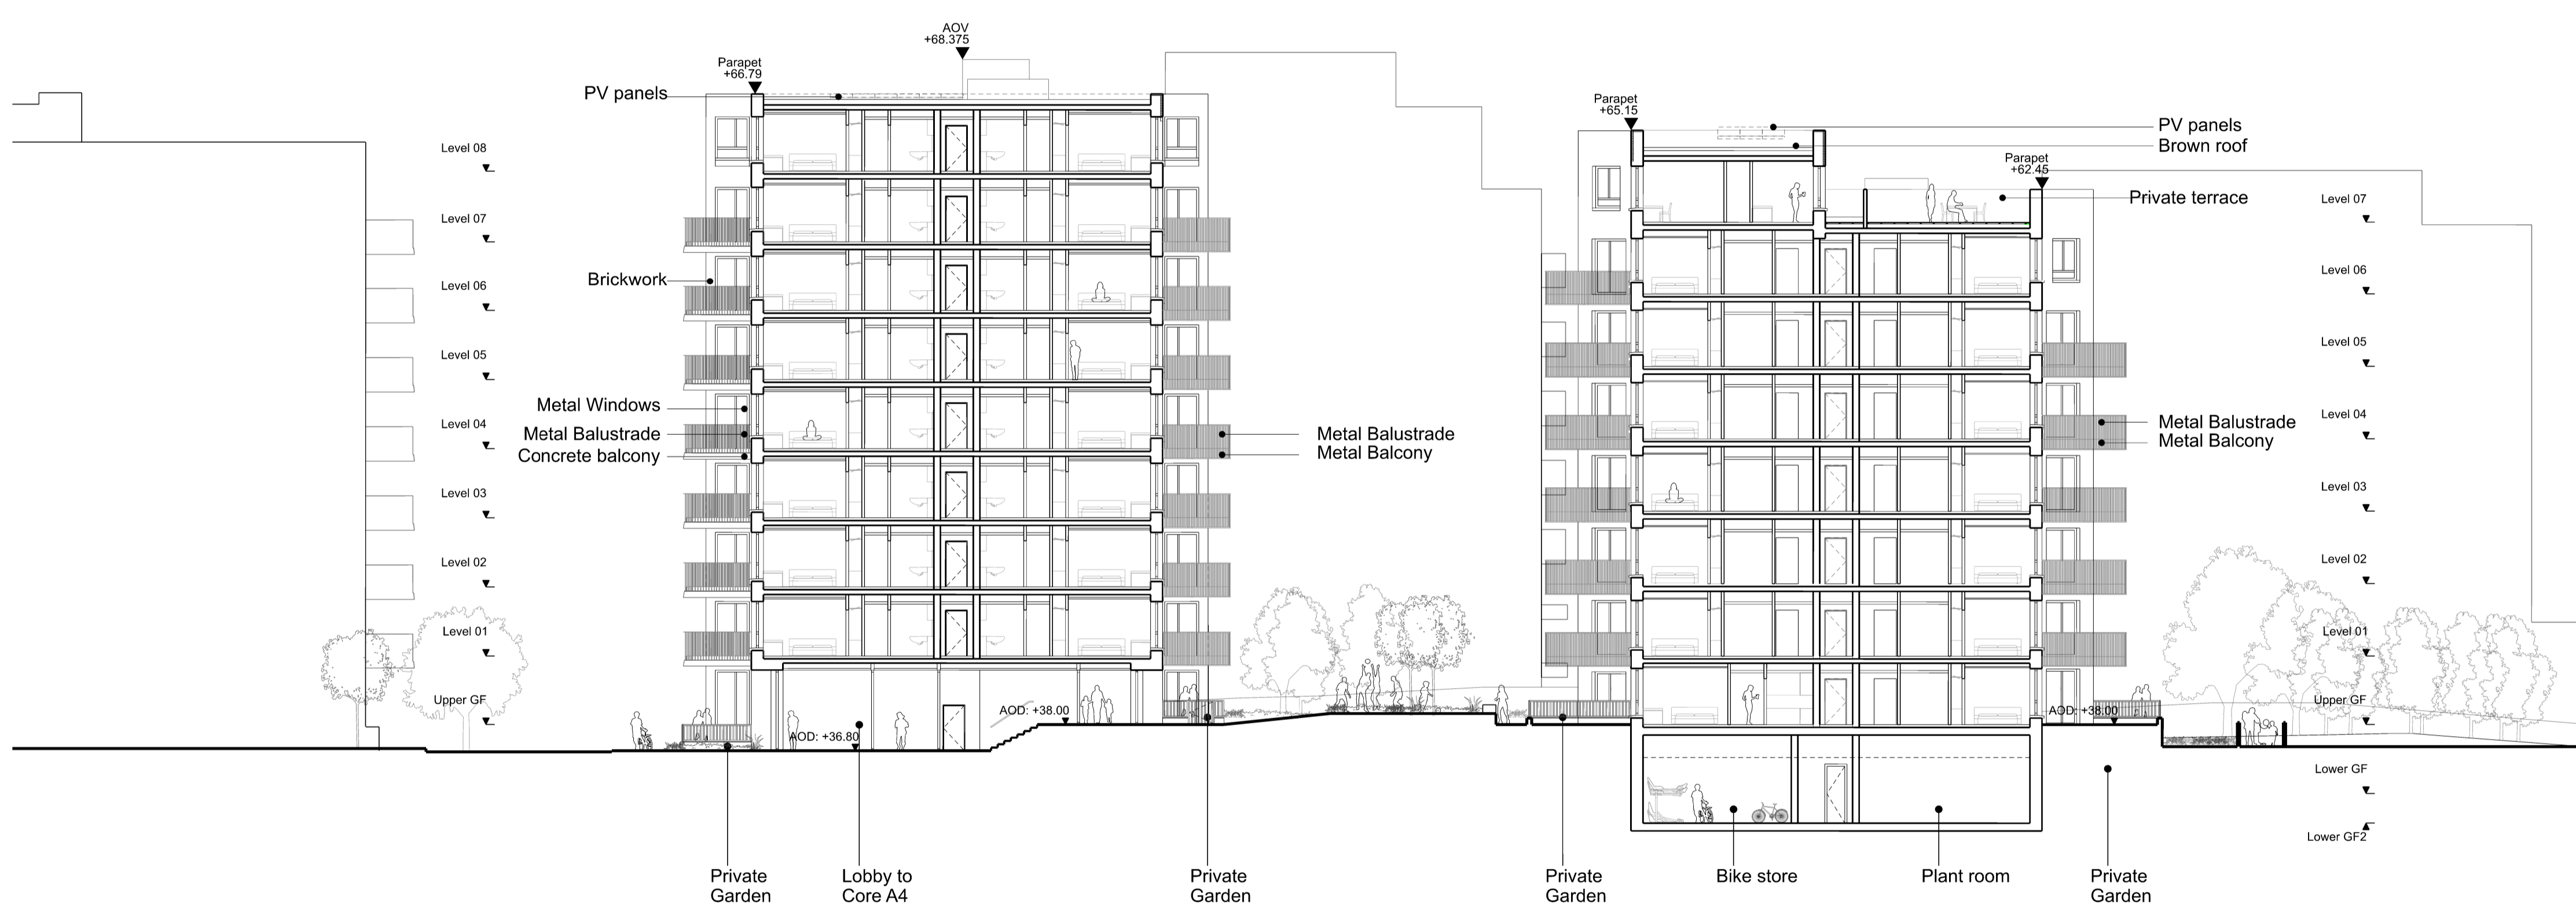 AOV
+68.375
Parapet
+66.79
PV panels
Parapet
+65.15
PV panels
Brown roof
Parapet
+62.45
Private terrace
Level 08
Level 07
Level 06
Level 05
Level 04
Level 03
Level 02
Level 01
Upper GF
Brickwork
Metal Windows
Metal Balustrade
Concrete balcony
Metal Balustrade
Metal Balcony
Metal Balustrade
Metal Balcony
Level 07
Level 06
Level 05
Level 04
Level 03
Level 02
Level 01
Upper GF
Lower GF
Lower GF2
AOD: +36.80
AOD: +38.00
AOD: +38.00
Private
Garden
Lobby to
Core A4
Private
Garden
Private
Garden
Bike store
Plant room
Private
Garden